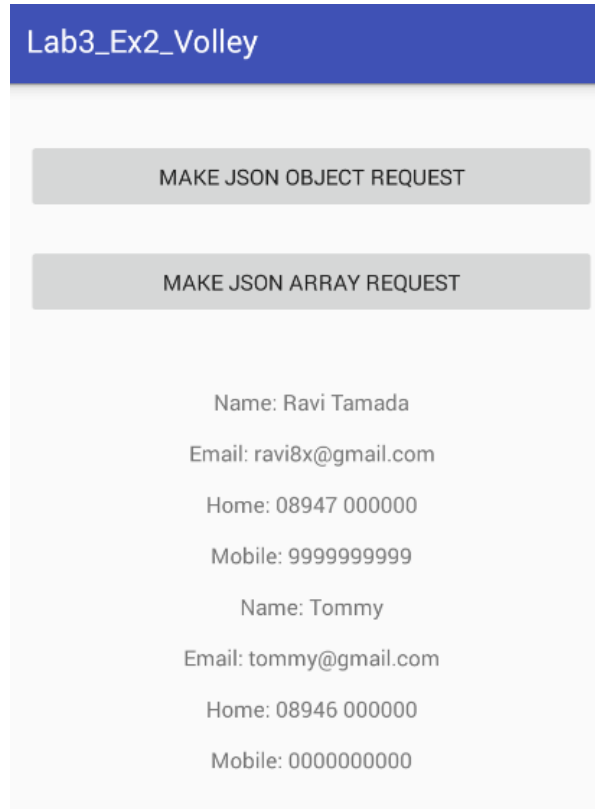 Lab3_Ex2_Volley
MAKE JSON OBJECT REQUEST
MAKE JSON ARRAY REQUEST
Name: Ravi Tamada
Email: ravi8x@gmail.com
Home: 08947 000000
Mobile: 9999999999
Name: Tommy
Email: tommy@gmail.com
Home: 08946 000000
Mobile: 0000000000